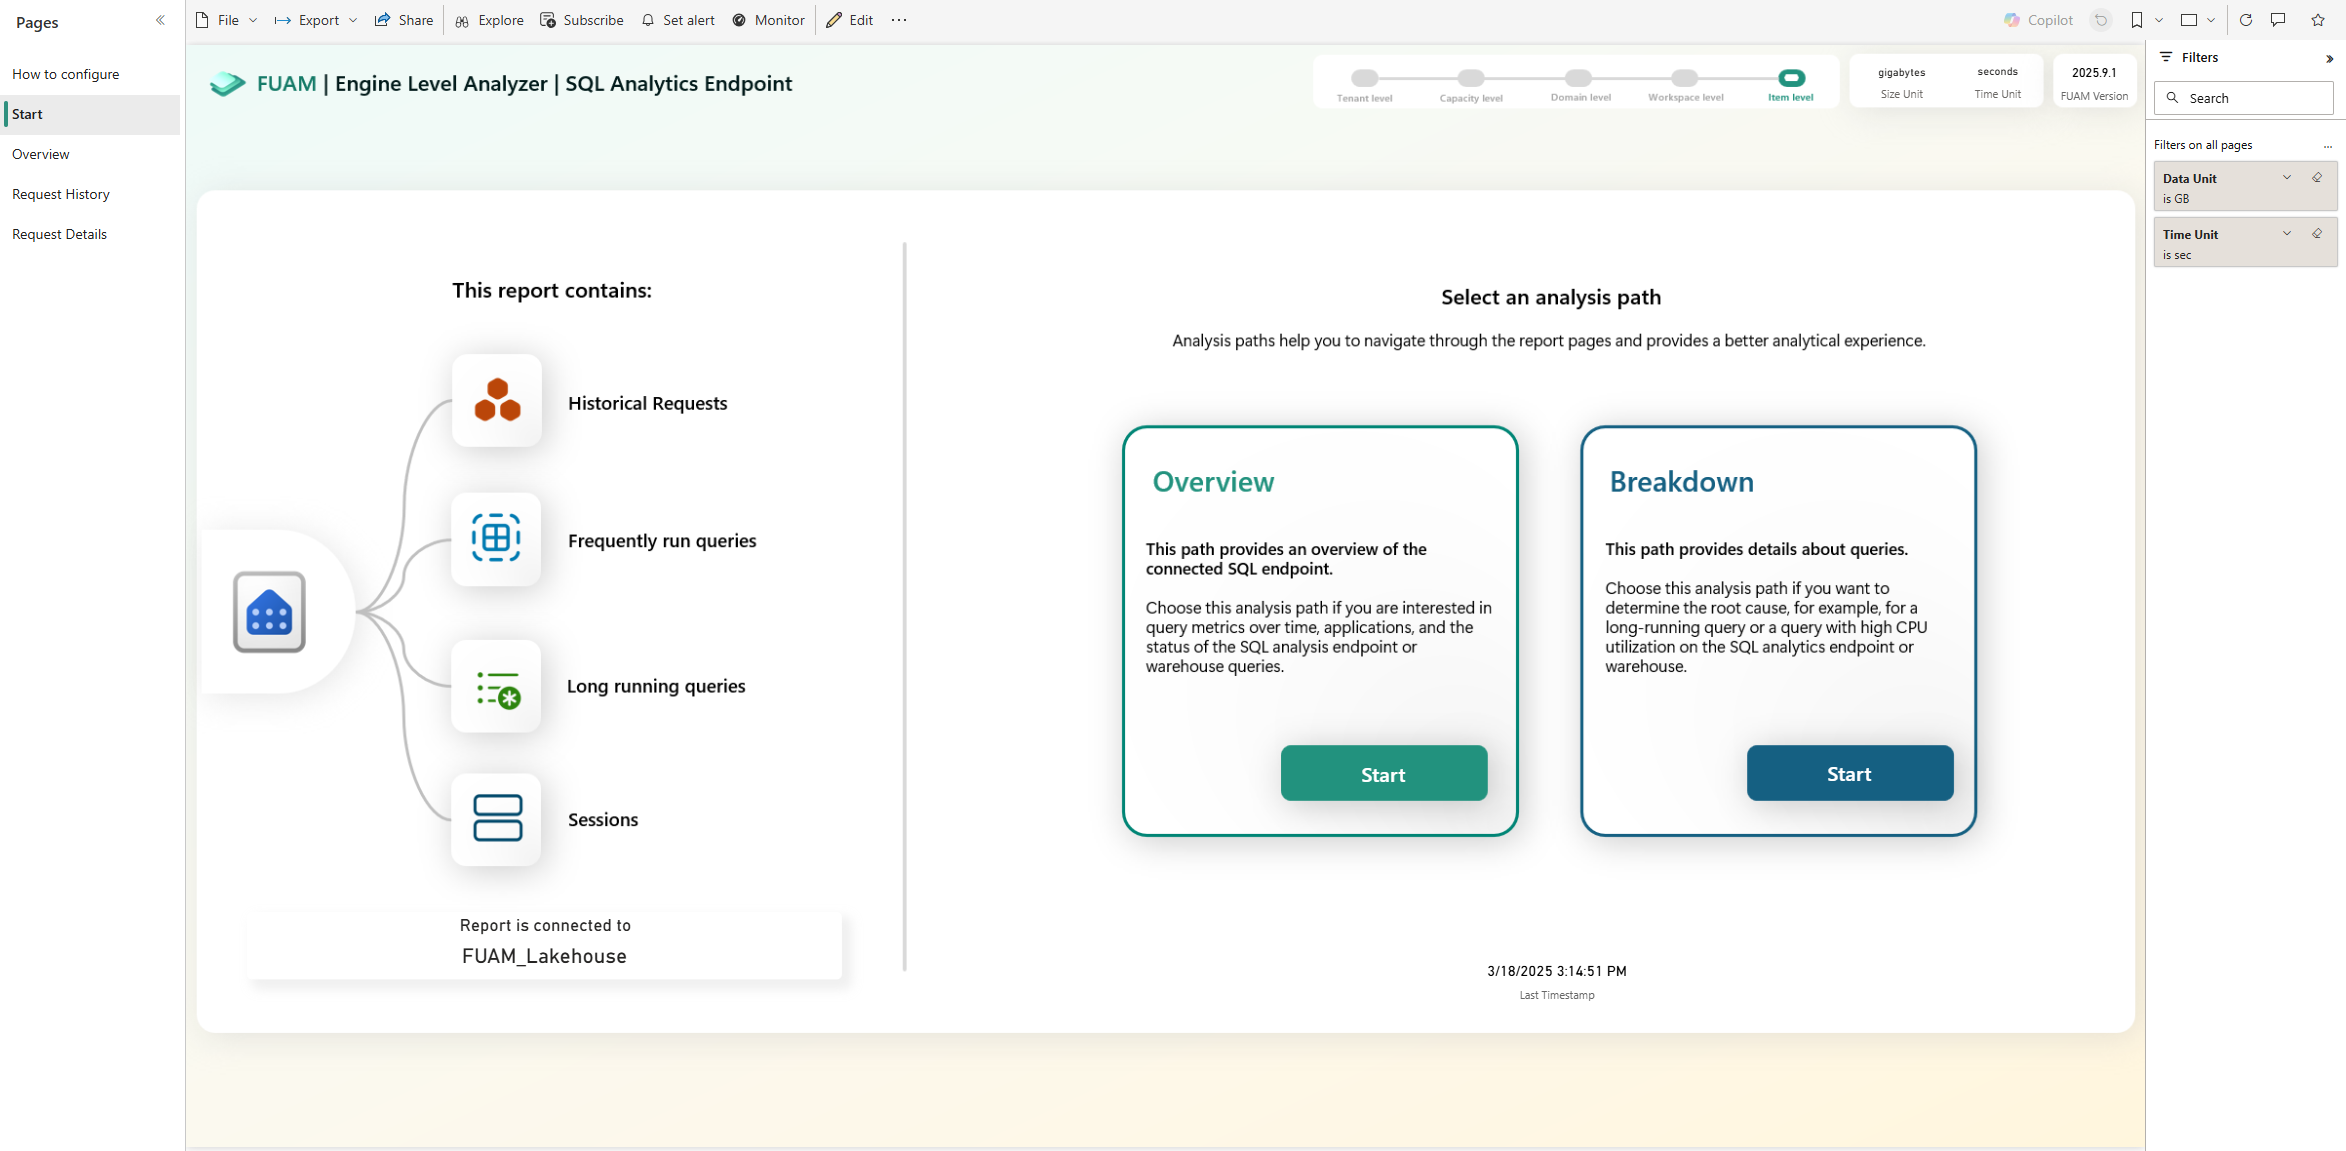 Pages
File
Export
Share
Explore
Subscribe
Set alert
Monitor
Edit
Copilot
How to configure
Start
Overview
Request History
Request Details
FUAM | Engine Level Analyzer | SQL Analytics Endpoint
Tenant level
Capacity level
Domain level
Workspace level
Item level
gigabytes
Size Unit
seconds
Time Unit
2025.9.1
FUAM Version
This report contains:
Historical Requests
Frequently run queries
Long running queries
Sessions
Report is connected to
FUAM_Lakehouse
Select an analysis path
Analysis paths help you to navigate through the report pages and provides a better analytical experience.
Overview
This path provides an overview of the
connected SQL endpoint.
Choose this analysis path if you are interested in
query metrics over time, applications, and the
status of the SQL analysis endpoint or
warehouse queries.
Start
Breakdown
This path provides details about queries.
Choose this analysis path if you want to
determine the root cause, for example, for a
long-running query or a query with high CPU
utilization on the SQL analytics endpoint or
warehouse.
Start
3/18/2025 3:14:51 PM
Last Timestamp
Filters
Search
Filters on all pages
Data Unit
is GB
Time Unit
is sec